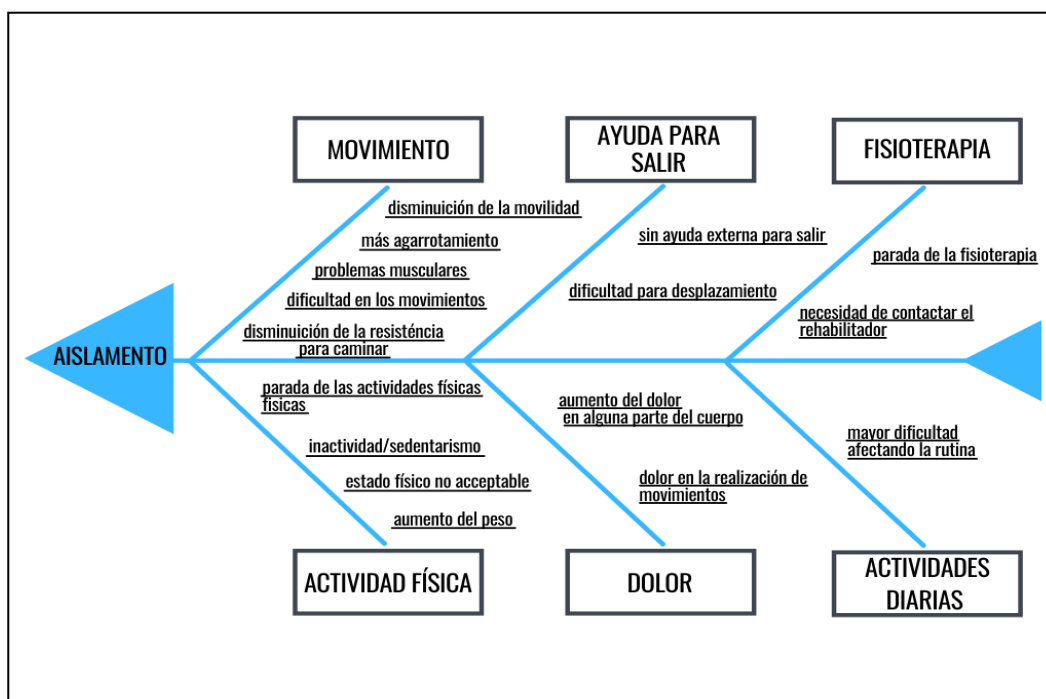 MOVIMIENTO
AYUDA PARA
SALIR
FISIOTERAPIA
disminuición de la movilidad
más agarrotamiento
problemas musculares
dificultad en los movimientos
disminuición de la resisténcia
para caminar
sin ayuda externa para salir
dificultad para desplazamiento
parada de la fisioterapia
necesidad de contactar el
rehabilitador
AISLAMENTO
parada de las actividades físicas
fisicas
inactividad/sedentarismo
estado físico no acceptable
aumento del peso
aumento del dolor
en alguna parte del cuerpo
dolor en la realización de
movimientos
mayor dificultad
afectando la rutina
ACTIVIDAD FÍSICA
DOLOR
ACTIVIDADES
DIARIAS